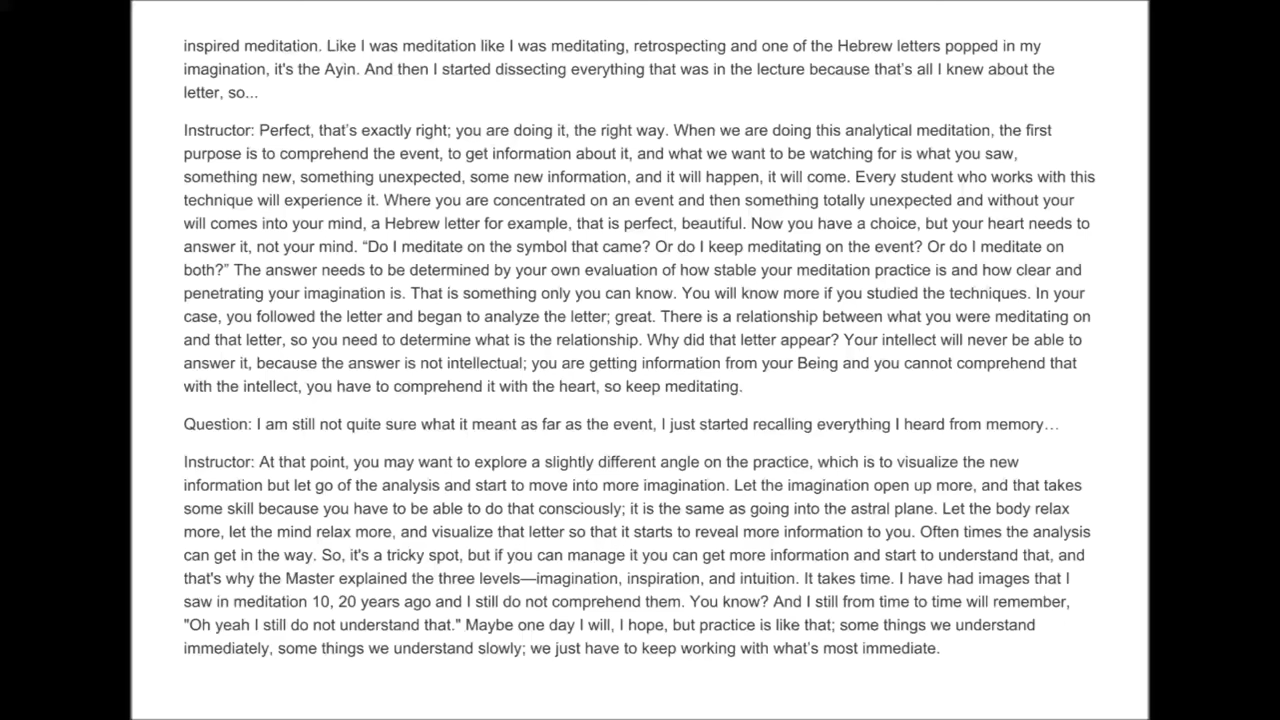 inspired meditation. Like I was meditation like I was meditating, retrospecting and one of the Hebrew letters popped in my
imagination, it's the Ayin. And then I started dissecting everything that was in the lecture because that’s all I knew about the
letter, so...
Instructor: Perfect, that’s exactly right; you are doing it, the right way. When we are doing this analytical meditation, the first
purpose is to comprehend the event, to get information about it, and what we want to be watching for is what you saw,
something new, something unexpected, some new information, and it will happen, it will come. Every student who works with this
technique will experience it. Where you are concentrated on an event and then something totally unexpected and without your
will comes into your mind, a Hebrew letter for example, that is perfect, beautiful. Now you have a choice, but your heart needs to
answer it, not your mind. “Do I meditate on the symbol that came? Or do I keep meditating on the event? Or do I meditate on
both?” The answer needs to be determined by your own evaluation of how stable your meditation practice is and how clear and
penetrating your imagination is. That is something only you can know. You will know more if you studied the techniques. In your
case, you followed the letter and began to analyze the letter; great. There is a relationship between what you were meditating on
and that letter, so you need to determine what is the relationship. Why did that letter appear? Your intellect will never be able to
answer it, because the answer is not intellectual; you are getting information from your Being and you cannot comprehend that
with the intellect, you have to comprehend it with the heart, so keep meditating.
Question: I am still not quite sure what it meant as far as the event, I just started recalling everything I heard from memory…
Instructor: At that point, you may want to explore a slightly different angle on the practice, which is to visualize the new
information but let go of the analysis and start to move into more imagination. Let the imagination open up more, and that takes
some skill because you have to be able to do that consciously; it is the same as going into the astral plane. Let the body relax
more, let the mind relax more, and visualize that letter so that it starts to reveal more information to you. Often times the analysis
can get in the way. So, it's a tricky spot, but if you can manage it you can get more information and start to understand that, and
that's why the Master explained the three levels—imagination, inspiration, and intuition. It takes time. I have had images that I
saw in meditation 10, 20 years ago and I still do not comprehend them. You know? And I still from time to time will remember,
"Oh yeah I still do not understand that." Maybe one day I will, I hope, but practice is like that; some things we understand
immediately, some things we understand slowly; we just have to keep working with what’s most immediate.